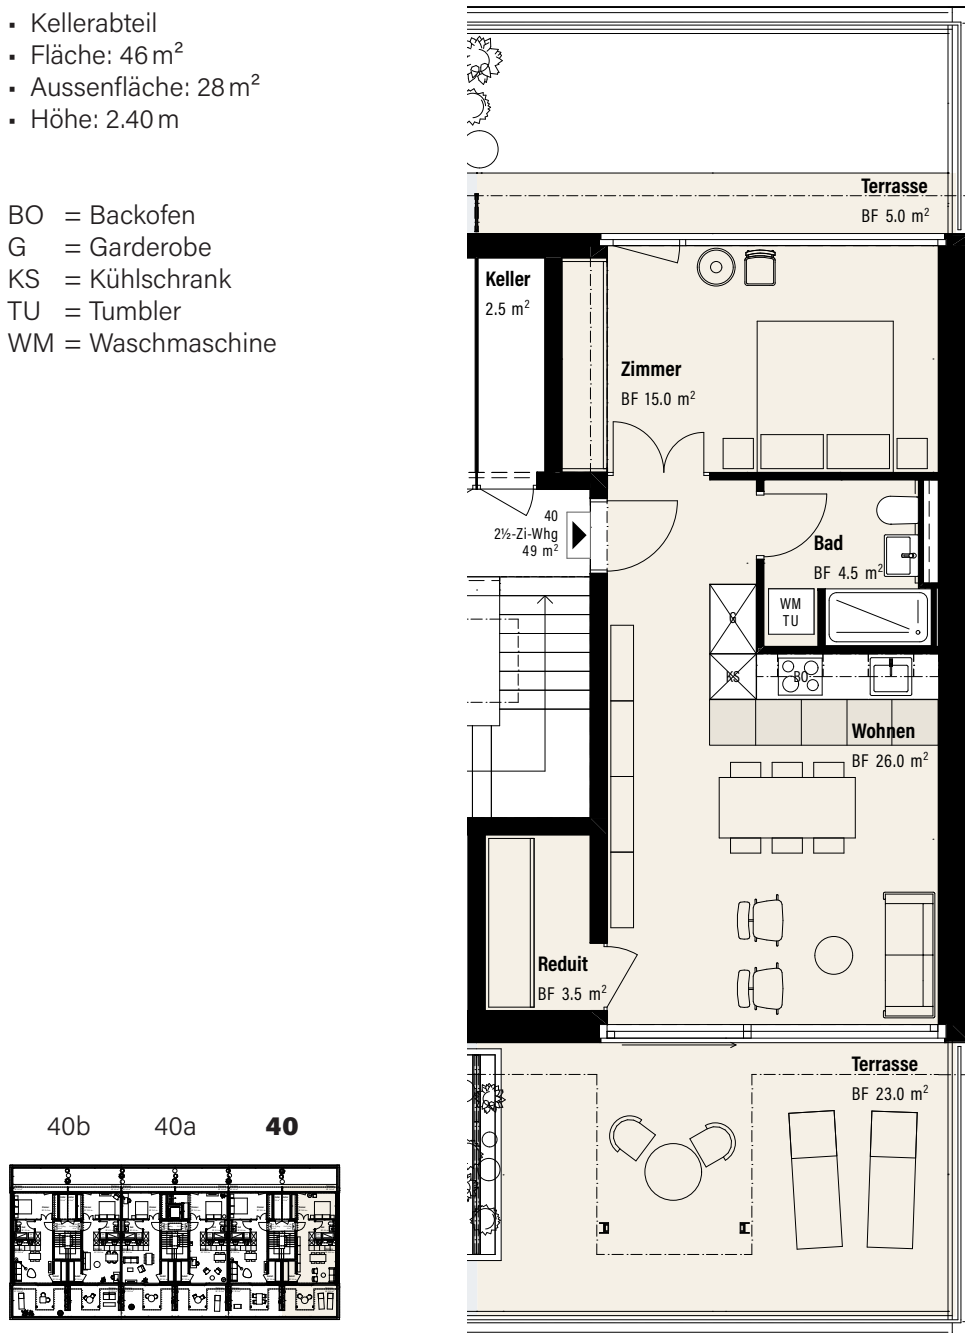 ▪ Kellerabteil
▪ Fläche: 46 m²
▪ Aussenfläche: 28 m²
▪ Höhe: 2.40 m
BO = Backofen
G = Garderobe
KS = Kühlschrank
TU = Tumbler
WM = Waschmaschine
Terrasse
BF 5.0 m²
Keller
2.5 m²
Zimmer
BF 15.0 m²
40
2½-Zi-Whg
49 m²
Bad
BF 4.5 m²
WM
TU
G
KS
BO
Wohnen
BF 26.0 m²
Reduit
BF 3.5 m²
Terrasse
BF 23.0 m²
40b 40a 40